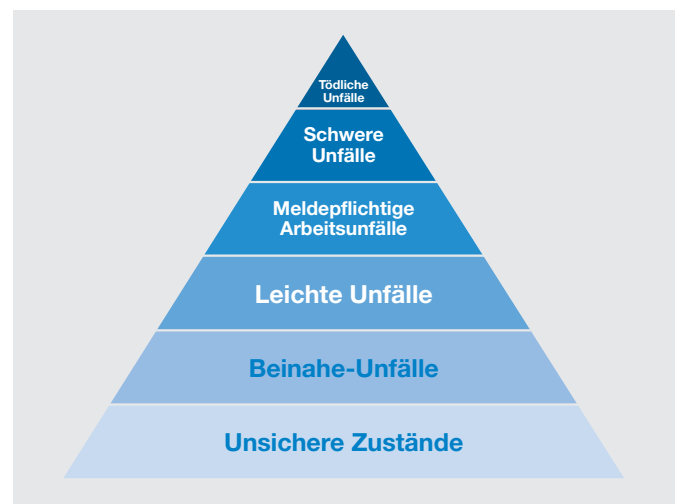 Tödliche
Unfälle
Schwere
Unfälle
Meldepflichtige
Arbeitsunfälle
Leichte Unfälle
Beinahe-Unfälle
Unsichere Zustände